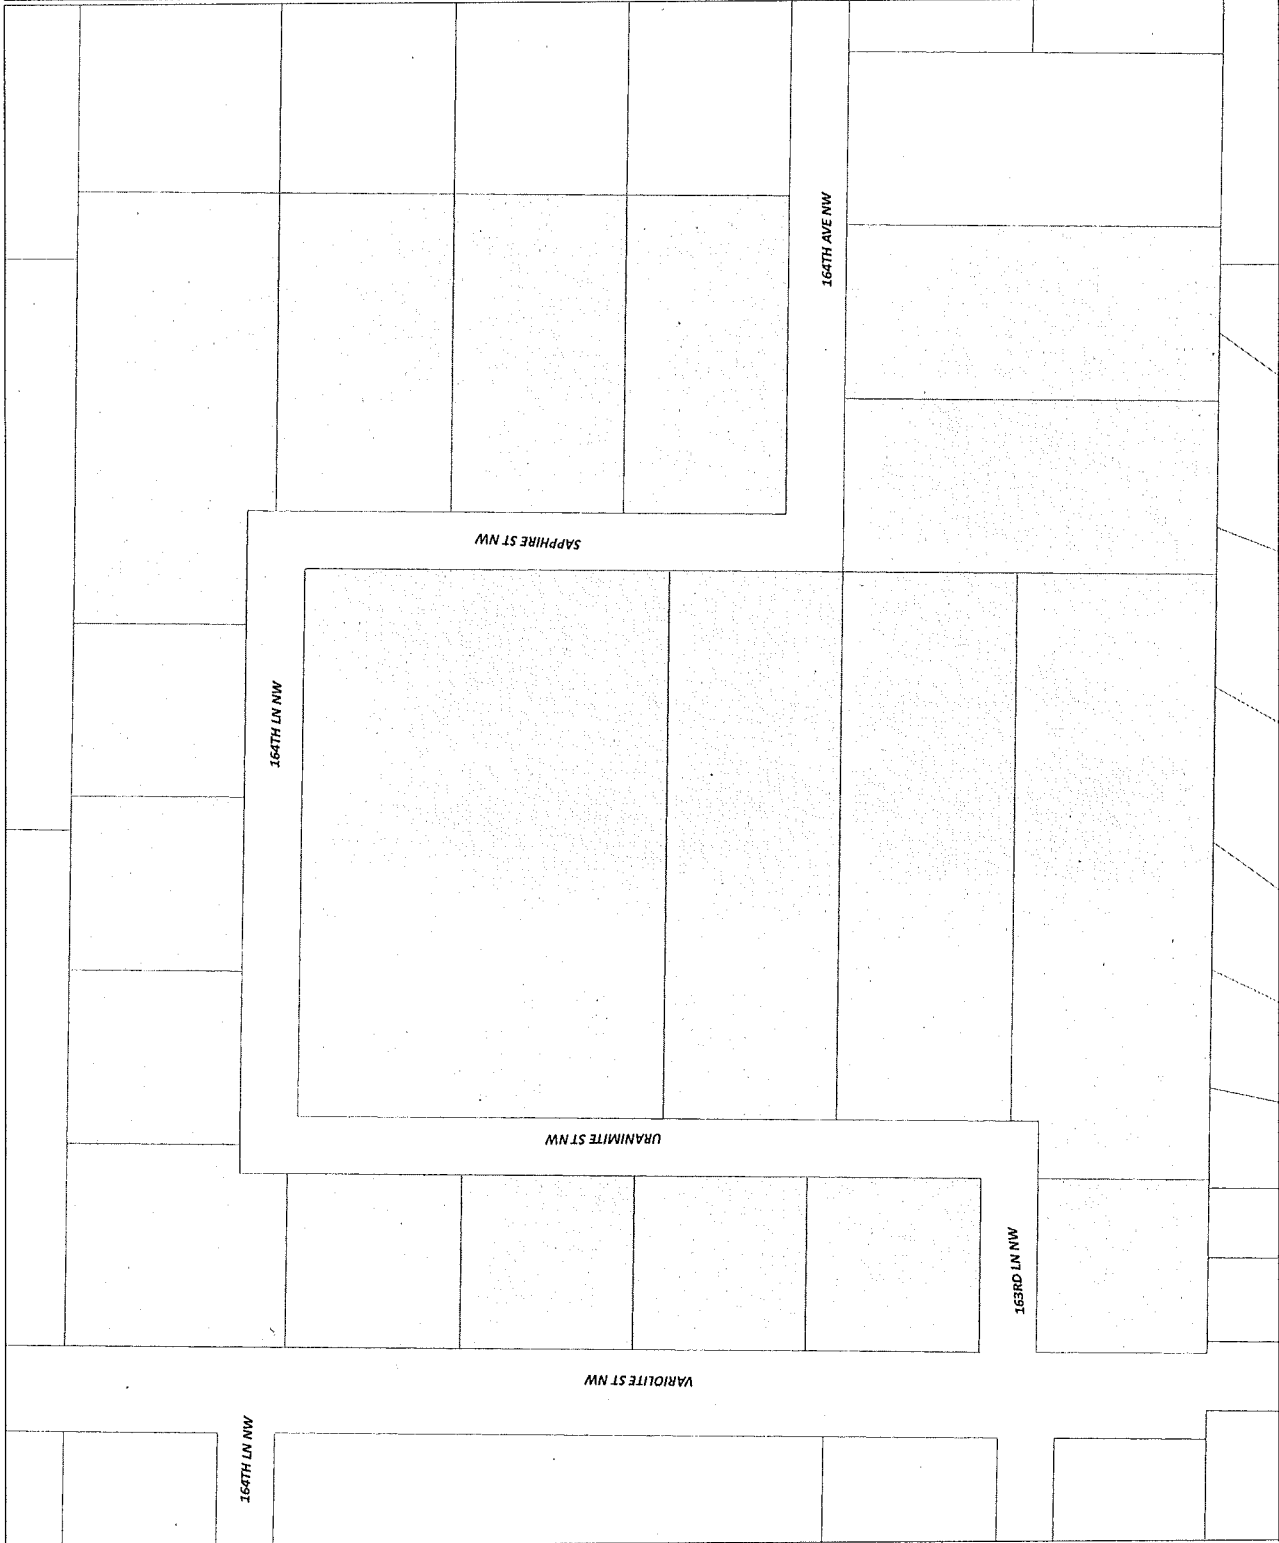 164TH AVE NW
SAPPHIRE ST NW
164TH LN NW
URANIMITE ST NW
163RD LN NW
VARIOLITE ST NW
164TH LN NW